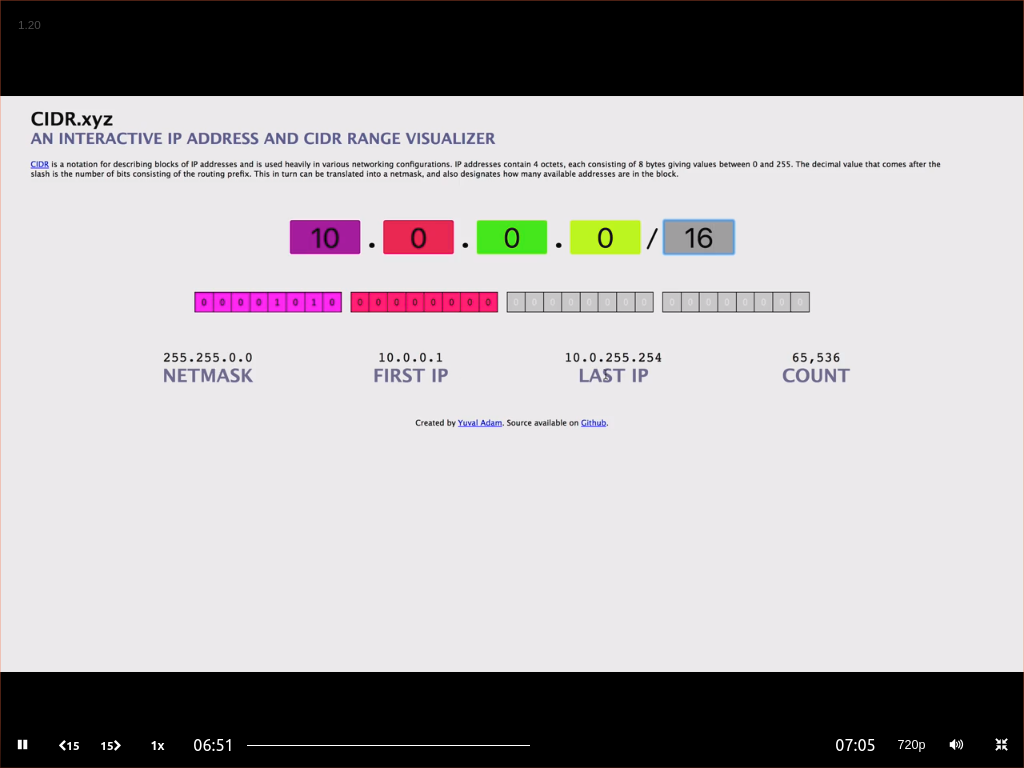 1.20
CIDR.xyz
AN INTERACTIVE IP ADDRESS AND CIDR RANGE VISUALIZER
CIDR is a notation for describing blocks of IP addresses and is used heavily in various networking configurations. IP addresses contain 4 octets, each consisting of 8 bytes giving values between 0 and 255. The decimal value that comes after the
slash is the number of bits consisting of the routing prefix. This in turn can be translated into a netmask, and also designates how many available addresses are in the block.
10 . 0 . 0 . 0 / 16
0 0 0 0 1 0 1 0 0 0 0 0 0 0 0 0 0 0 0 0 0 0 0 0 0 0 0 0 0 0 0 0
255.255.0.0 10.0.0.1 10.0.255.254 65,536
NETMASK FIRST IP LAST IP COUNT
Created by Yuval Adam. Source available on Github.
15 15 1x 06:51 07:05 720p